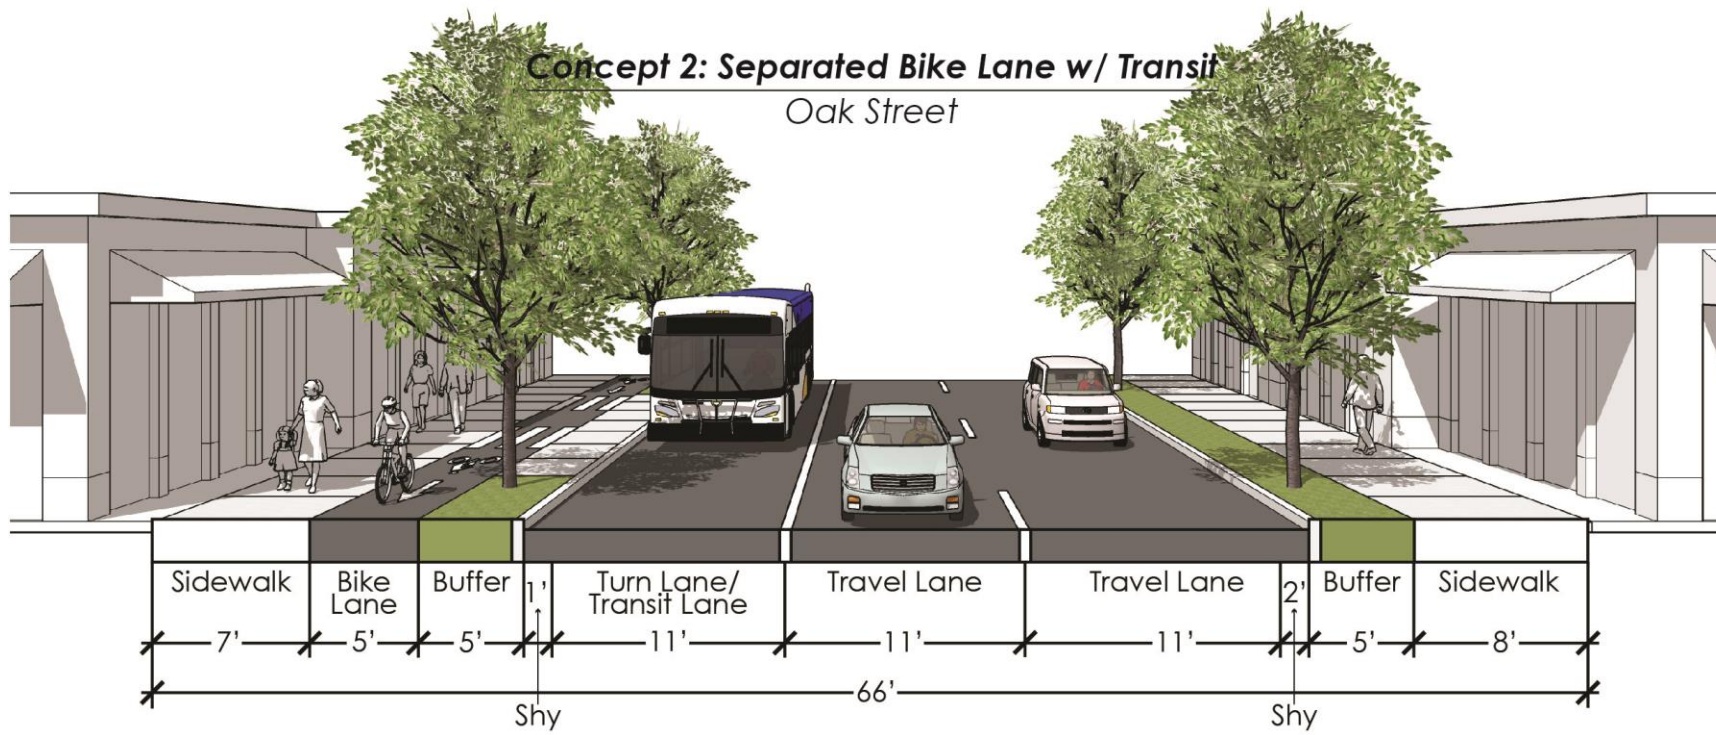 Concept 2: Separated Bike Lane w/ Transit
Oak Street
Sidewalk
Bike
Lane
Buffer
1'
Turn Lane/
Transit Lane
Travel Lane
Travel Lane
2'
Buffer
Sidewalk
7'
5'
5'
11'
11'
11'
5'
8'
66'
Shy
Shy